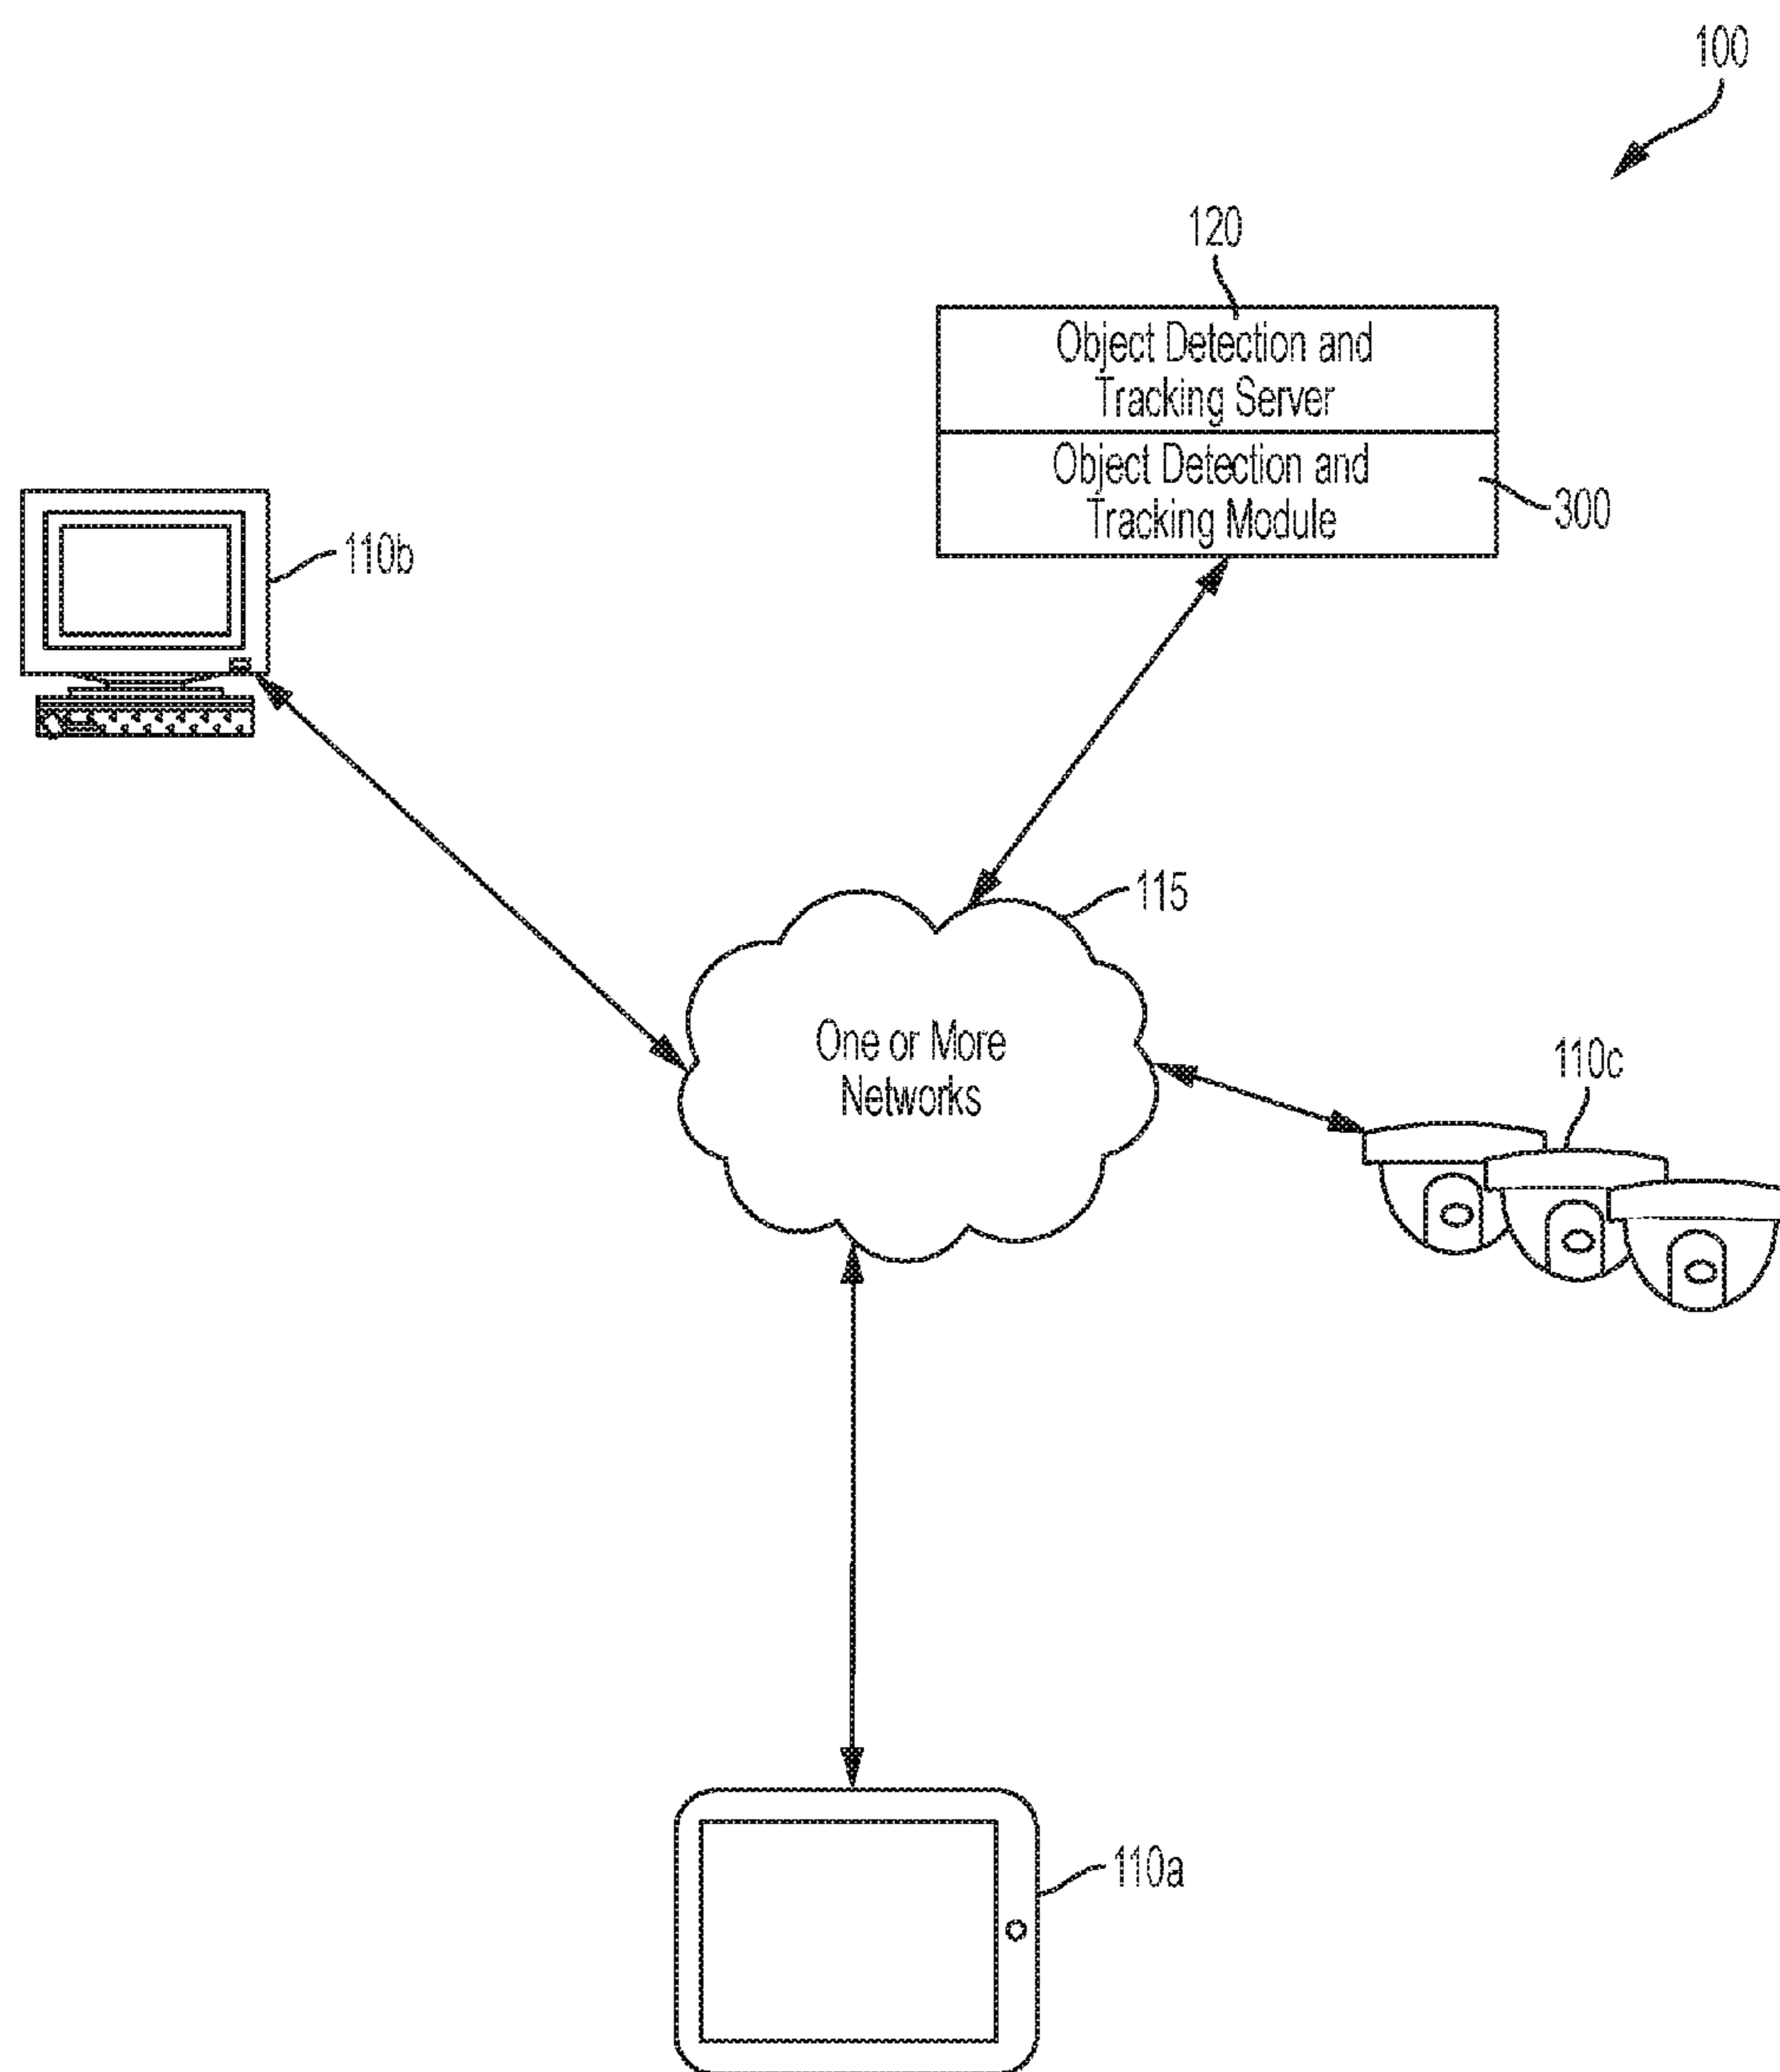 100
120
Object Detection and
Tracking Server
Object Detection and
Tracking Module
300
110b
115
One or More
Networks
110c
110a